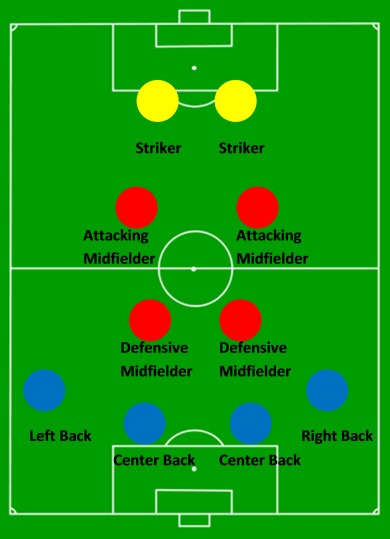 Striker Striker
Attacking Attacking
Midfielder Midfielder
Defensive Defensive
Midfielder Midfielder
Left Back Right Back
Center Back Center Back